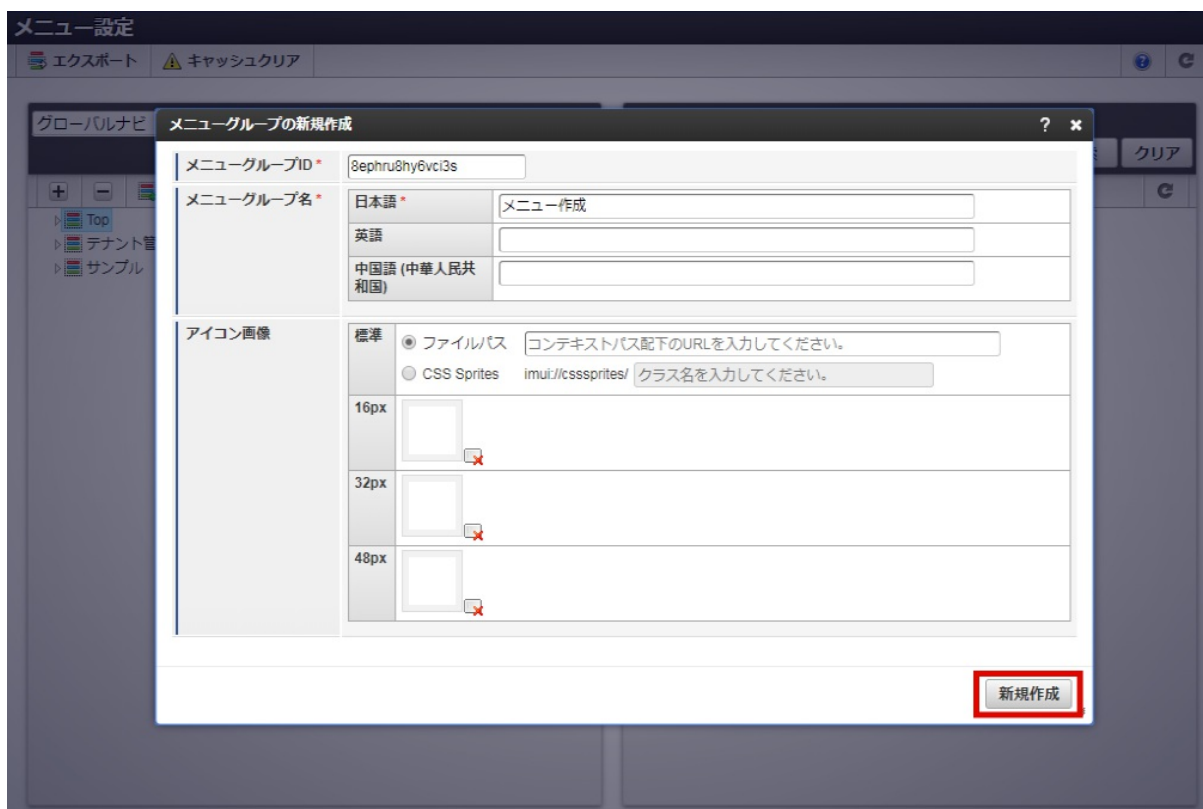 メニュー設定
エクスポート キャッシュクリア
グローバルナビ
クリア
Top
テナント管
サンプル
メニューグループの新規作成 ?
メニューグループID * 8ephru8hy6vci3s
メニューグループ名 * 日本語 * メニュー作成
英語
中国語 (中華人民共
和国)
アイコン画像 標準 ファイルパス コンテキストパス配下のURLを入力してください。
CSS Sprites imui://csssprites/ クラス名を入力してください。
16px
32px
48px
新規作成